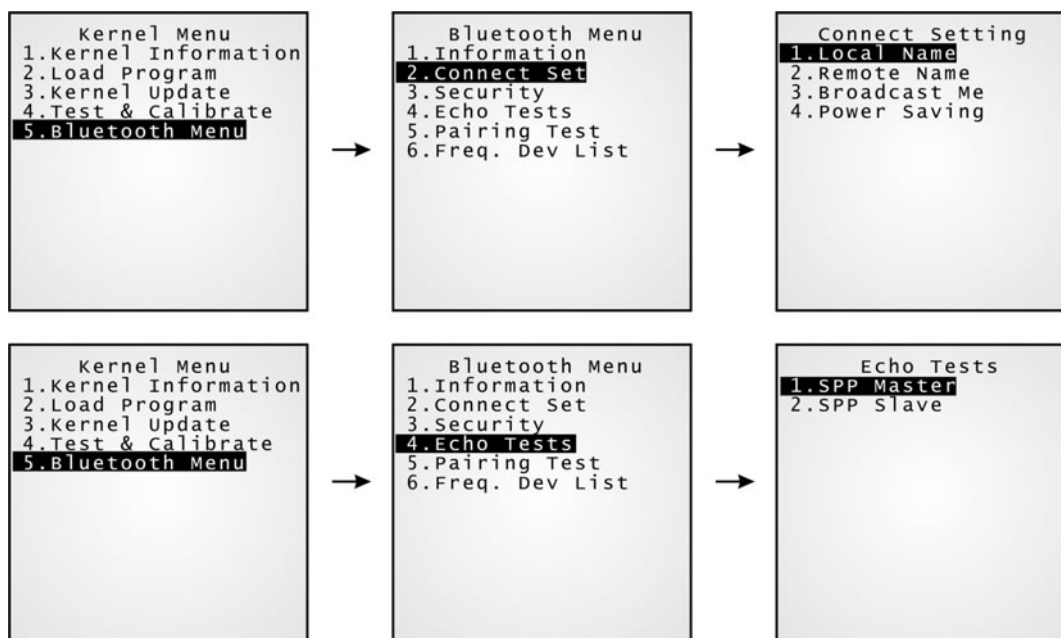 Kernel Menu
1.Kernel Information
2.Load Program
3.Kernel Update
4.Test & Calibrate
5.Bluetooth Menu
Bluetooth Menu
1.Information
2.Connect Set
3.Security
4.Echo Tests
5.Pairing Test
6.Freq. Dev List
Connect Setting
1.Local Name
2.Remote Name
3.Broadcast Me
4.Power Saving
Kernel Menu
1.Kernel Information
2.Load Program
3.Kernel Update
4.Test & Calibrate
5.Bluetooth Menu
Bluetooth Menu
1.Information
2.Connect Set
3.Security
4.Echo Tests
5.Pairing Test
6.Freq. Dev List
Echo Tests
1.SPP Master
2.SPP Slave